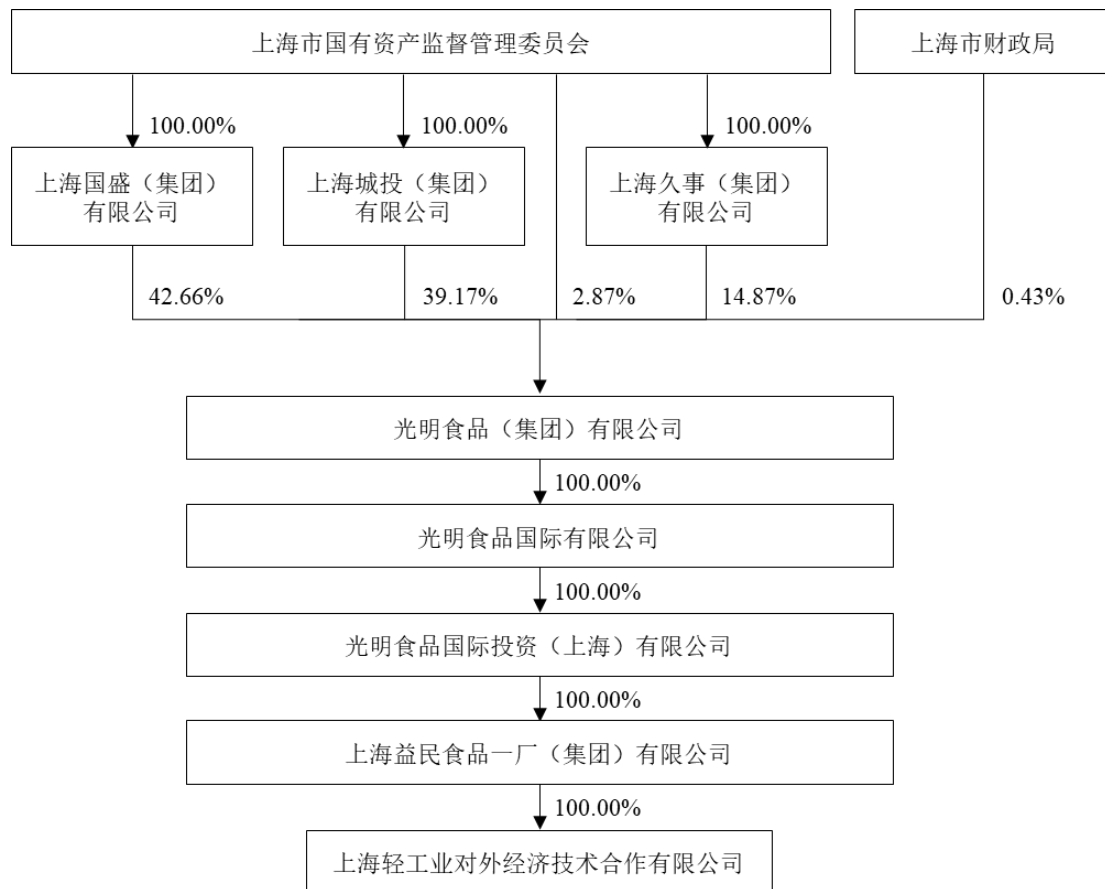 上海市国有资产监督管理委员会
上海市财政局
100.00%
100.00%
100.00%
上海国盛（集团）
有限公司
上海城投（集团）
有限公司
上海久事（集团）
有限公司
42.66%
39.17%
2.87%
14.87%
0.43%
光明食品（集团）有限公司
100.00%
光明食品国际有限公司
100.00%
光明食品国际投资（上海）有限公司
100.00%
上海益民食品一厂（集团）有限公司
100.00%
上海轻工业对外经济技术合作有限公司